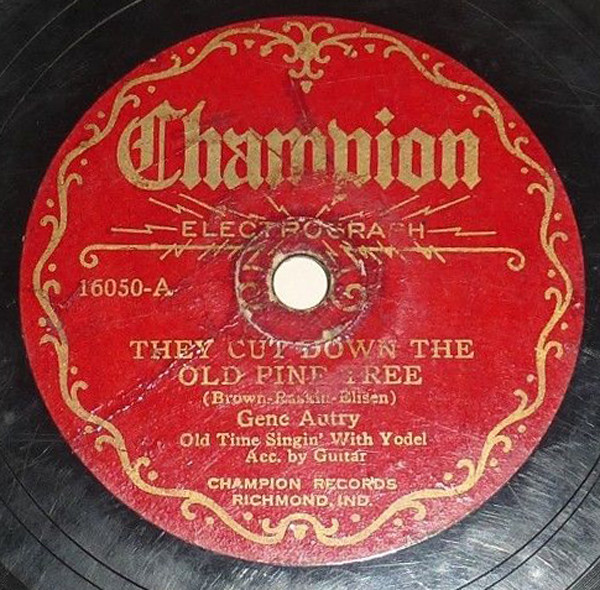 Champion
ELECTROGRAPH
16050-A
THEY CUT DOWN THE
OLD PINE TREE
(Brown-Raskin-Elisen)
Gene Autry
Old Time Singin' With Yodel
Acc. by Guitar
CHAMPION RECORDS
RICHMOND, IND.